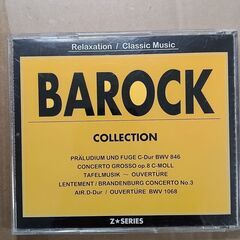 Relaxation / Classic Music
BAROCK
COLLECTION
PRÄLUDIUM UND FUGE C-Dur BWV 846
CONCERTO GROSSO op.8 C-MOLL
TAFELMUSIK ~ OUVERTÜRE
LENTEMENT / BRANDENBURG CONCERTO No.3
AIR.D-Dur / OUVERTÜRE BWV 1068
Z★SERIES